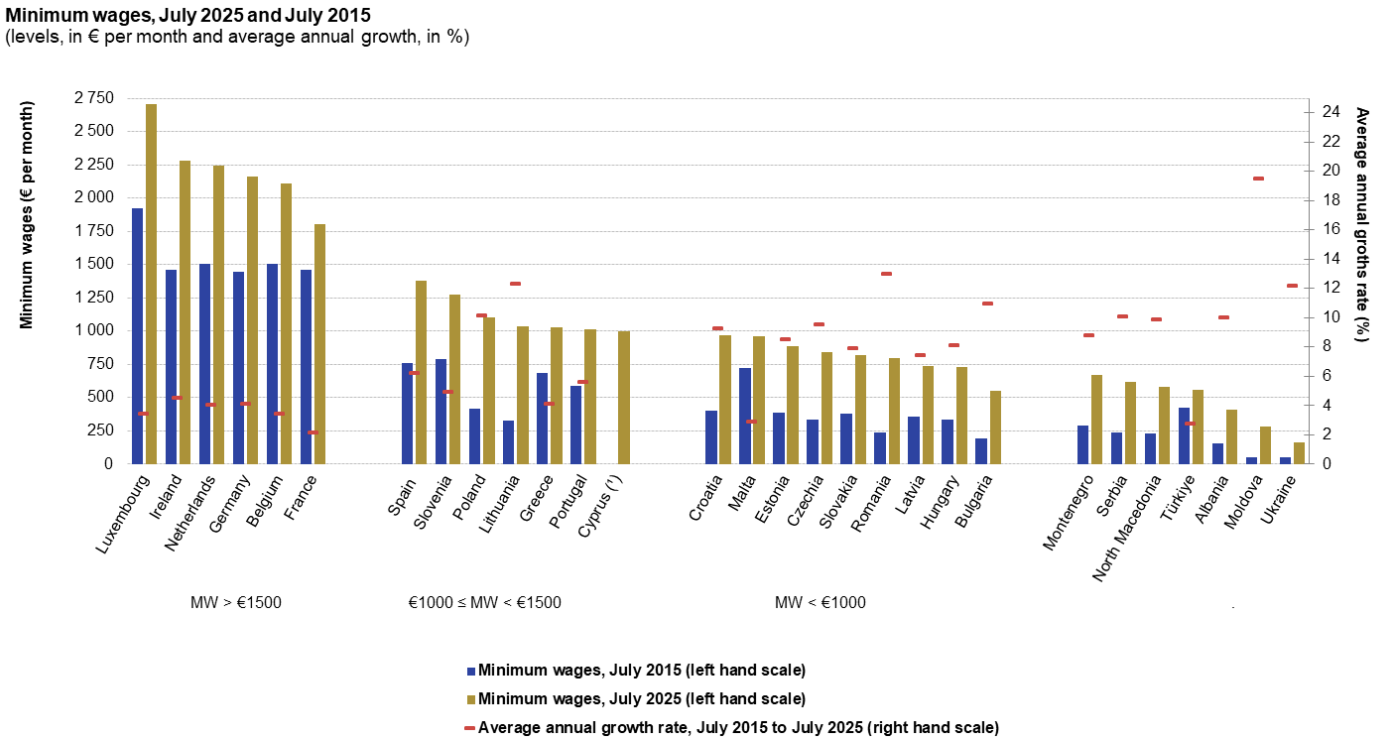 Minimum wages, July 2025 and July 2015
(levels, in € per month and average annual growth, in %)
Minimum wages (€ per month)
2 750
2 500
2 250
2 000
1 750
1 500
1 250
1 000
750
500
250
0
24
22
20
18
16
14
12
10
8
6
4
2
0
Average annual groths rate (%)
Luxembourg
Ireland
Netherlands
Germany
Belgium
France
Spain
Slovenia
Poland
Lithuania
Greece
Portugal
Cyprus (¹)
Croatia
Malta
Estonia
Czechia
Slovakia
Romania
Latvia
Hungary
Bulgaria
Montenegro
Serbia
North Macedonia
Türkiye
Albania
Moldova
Ukraine
MW > €1500
€1000 ≤ MW < €1500
MW < €1000
.
Minimum wages, July 2015 (left hand scale)
Minimum wages, July 2025 (left hand scale)
Average annual growth rate, July 2015 to July 2025 (right hand scale)